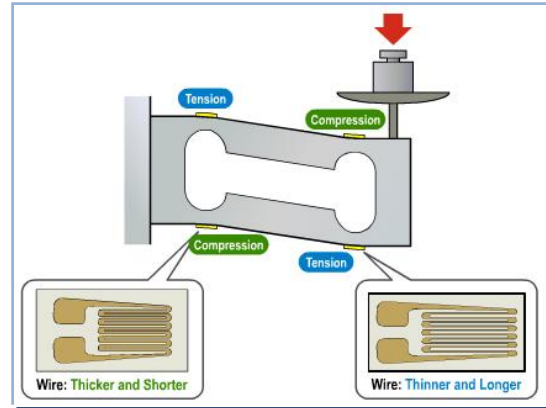 Tension
Compression
Compression
Tension
Wire: Thicker and Shorter
Wire: Thinner and Longer